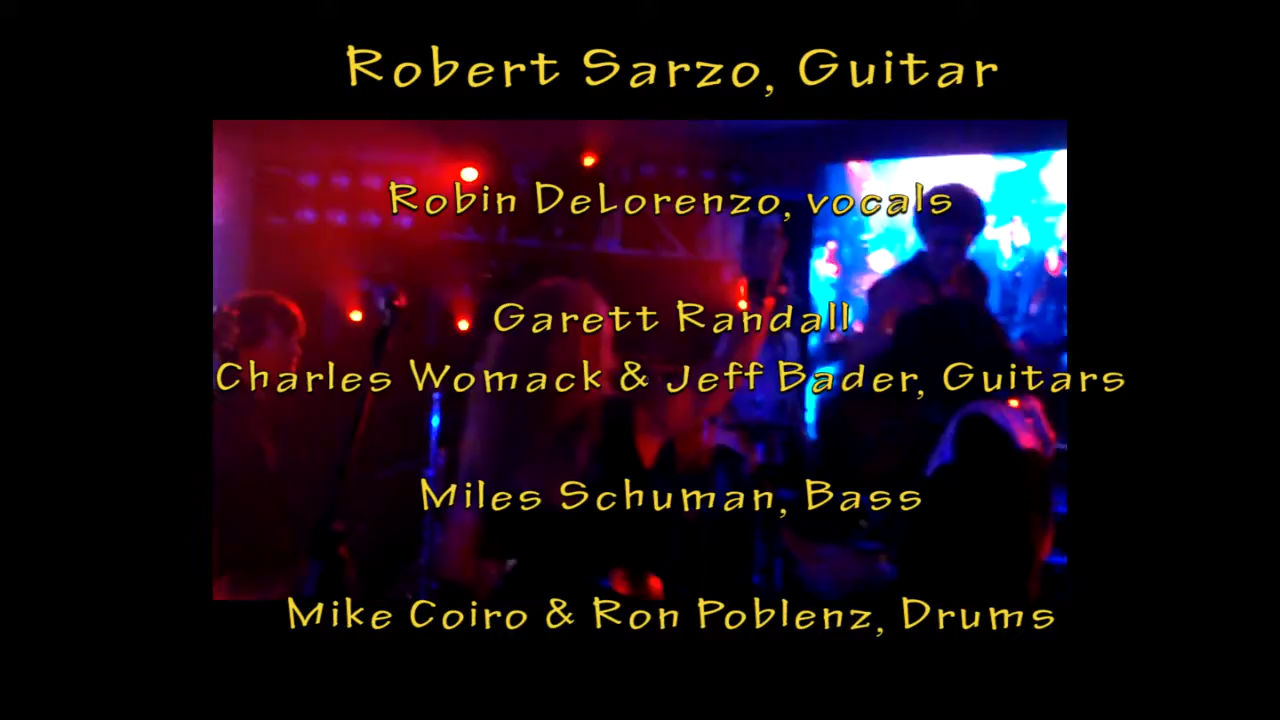 Robert Sarzo, Guitar
Robin DeLorenzo, vocals
Garett Randall
Charles Womack & Jeff Bader, Guitars
Miles Schuman, Bass
Mike Coiro & Ron Poblenz, Drums